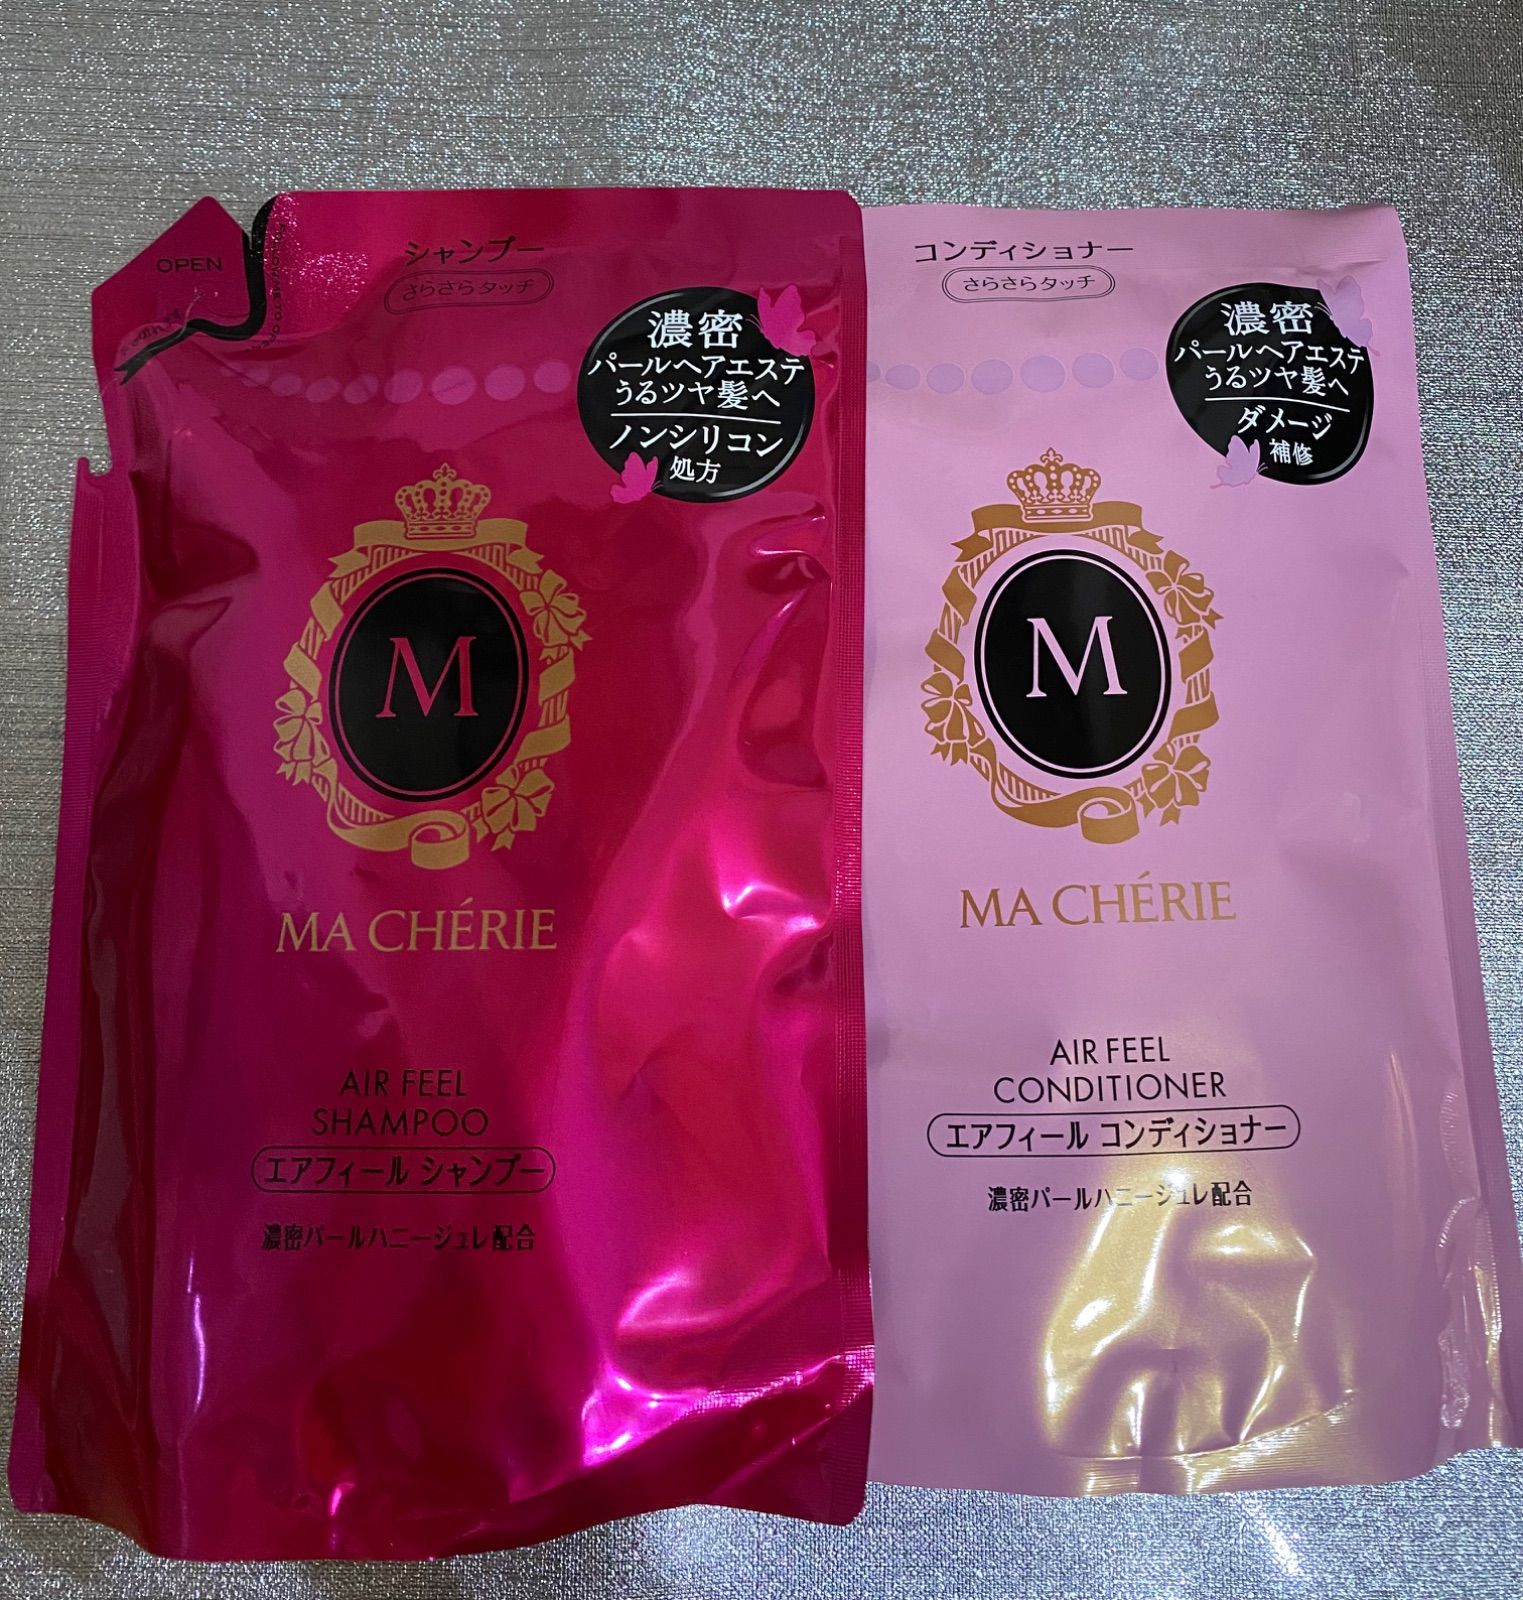 OPEN
シャンプー
さらさらタッチ
濃密
パールヘアエステ
うるツヤ髪へ
ノンシリコン
処方
M
MA CHÉRIE
AIR FEEL
SHAMPOO
エアフィール シャンプー
濃密パールハニージュレ配合
コンディショナー
さらさらタッチ
濃密
パールヘアエステ
うるツヤ髪へ
ダメージ
補修
M
MA CHÉRIE
AIR FEEL
CONDITIONER
エアフィール コンディショナー
濃密パールハニージュレ配合